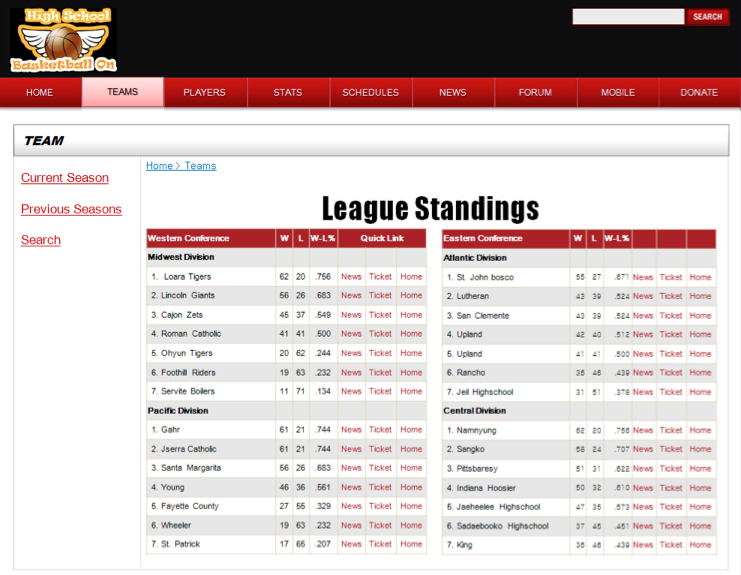 High School
Basketball On
SEARCH
HOME TEAMS PLAYERS STATS SCHEDULES NEWS FORUM MOBILE DONATE
TEAM
Current Season
Previous Seasons
Search
Home > Teams
League Standings
Western Conference W L W-L% Quick Link
Midwest Division
1. Loara Tigers 62 20 .756 News Ticket Home
2. Lincoln Giants 56 26 .683 News Ticket Home
3. Cajon Zets 45 37 .549 News Ticket Home
4. Roman Catholic 41 41 .500 News Ticket Home
5. Ohyun Tigers 20 62 .244 News Ticket Home
6. Foothill Riders 19 63 .232 News Ticket Home
7. Servite Boilers 11 71 .134 News Ticket Home
Pacific Division
1. Gahr 61 21 .744 News Ticket Home
2. Jserra Catholic 61 21 .744 News Ticket Home
3. Santa Margarita 56 26 .683 News Ticket Home
4. Young 46 36 .561 News Ticket Home
5. Fayette County 27 55 .329 News Ticket Home
6. Wheeler 19 63 .232 News Ticket Home
7. St. Patrick 17 65 .207 News Ticket Home
Eastern Conference W L W-L%
Atlantic Division
1. St. John bosco 55 27 .671 News Ticket Home
2. Lutheran 43 39 .524 News Ticket Home
3. San Clemente 43 39 .524 News Ticket Home
4. Upland 42 40 .512 News Ticket Home
5. Upland 41 41 .500 News Ticket Home
6. Rancho 36 46 .439 News Ticket Home
7. Jeil Highschool 31 51 .378 News Ticket Home
Central Division
1. Namnyung 62 20 .756 News Ticket Home
2. Sangko 58 24 .707 News Ticket Home
3. Pittsbaresy 51 31 .622 News Ticket Home
4. Indiana Hoosier 50 32 .610 News Ticket Home
5. Jaeheelee Highschool 47 35 .573 News Ticket Home
6. Sadaebooko Highschool 37 45 .451 News Ticket Home
7. King 36 46 .439 News Ticket Home